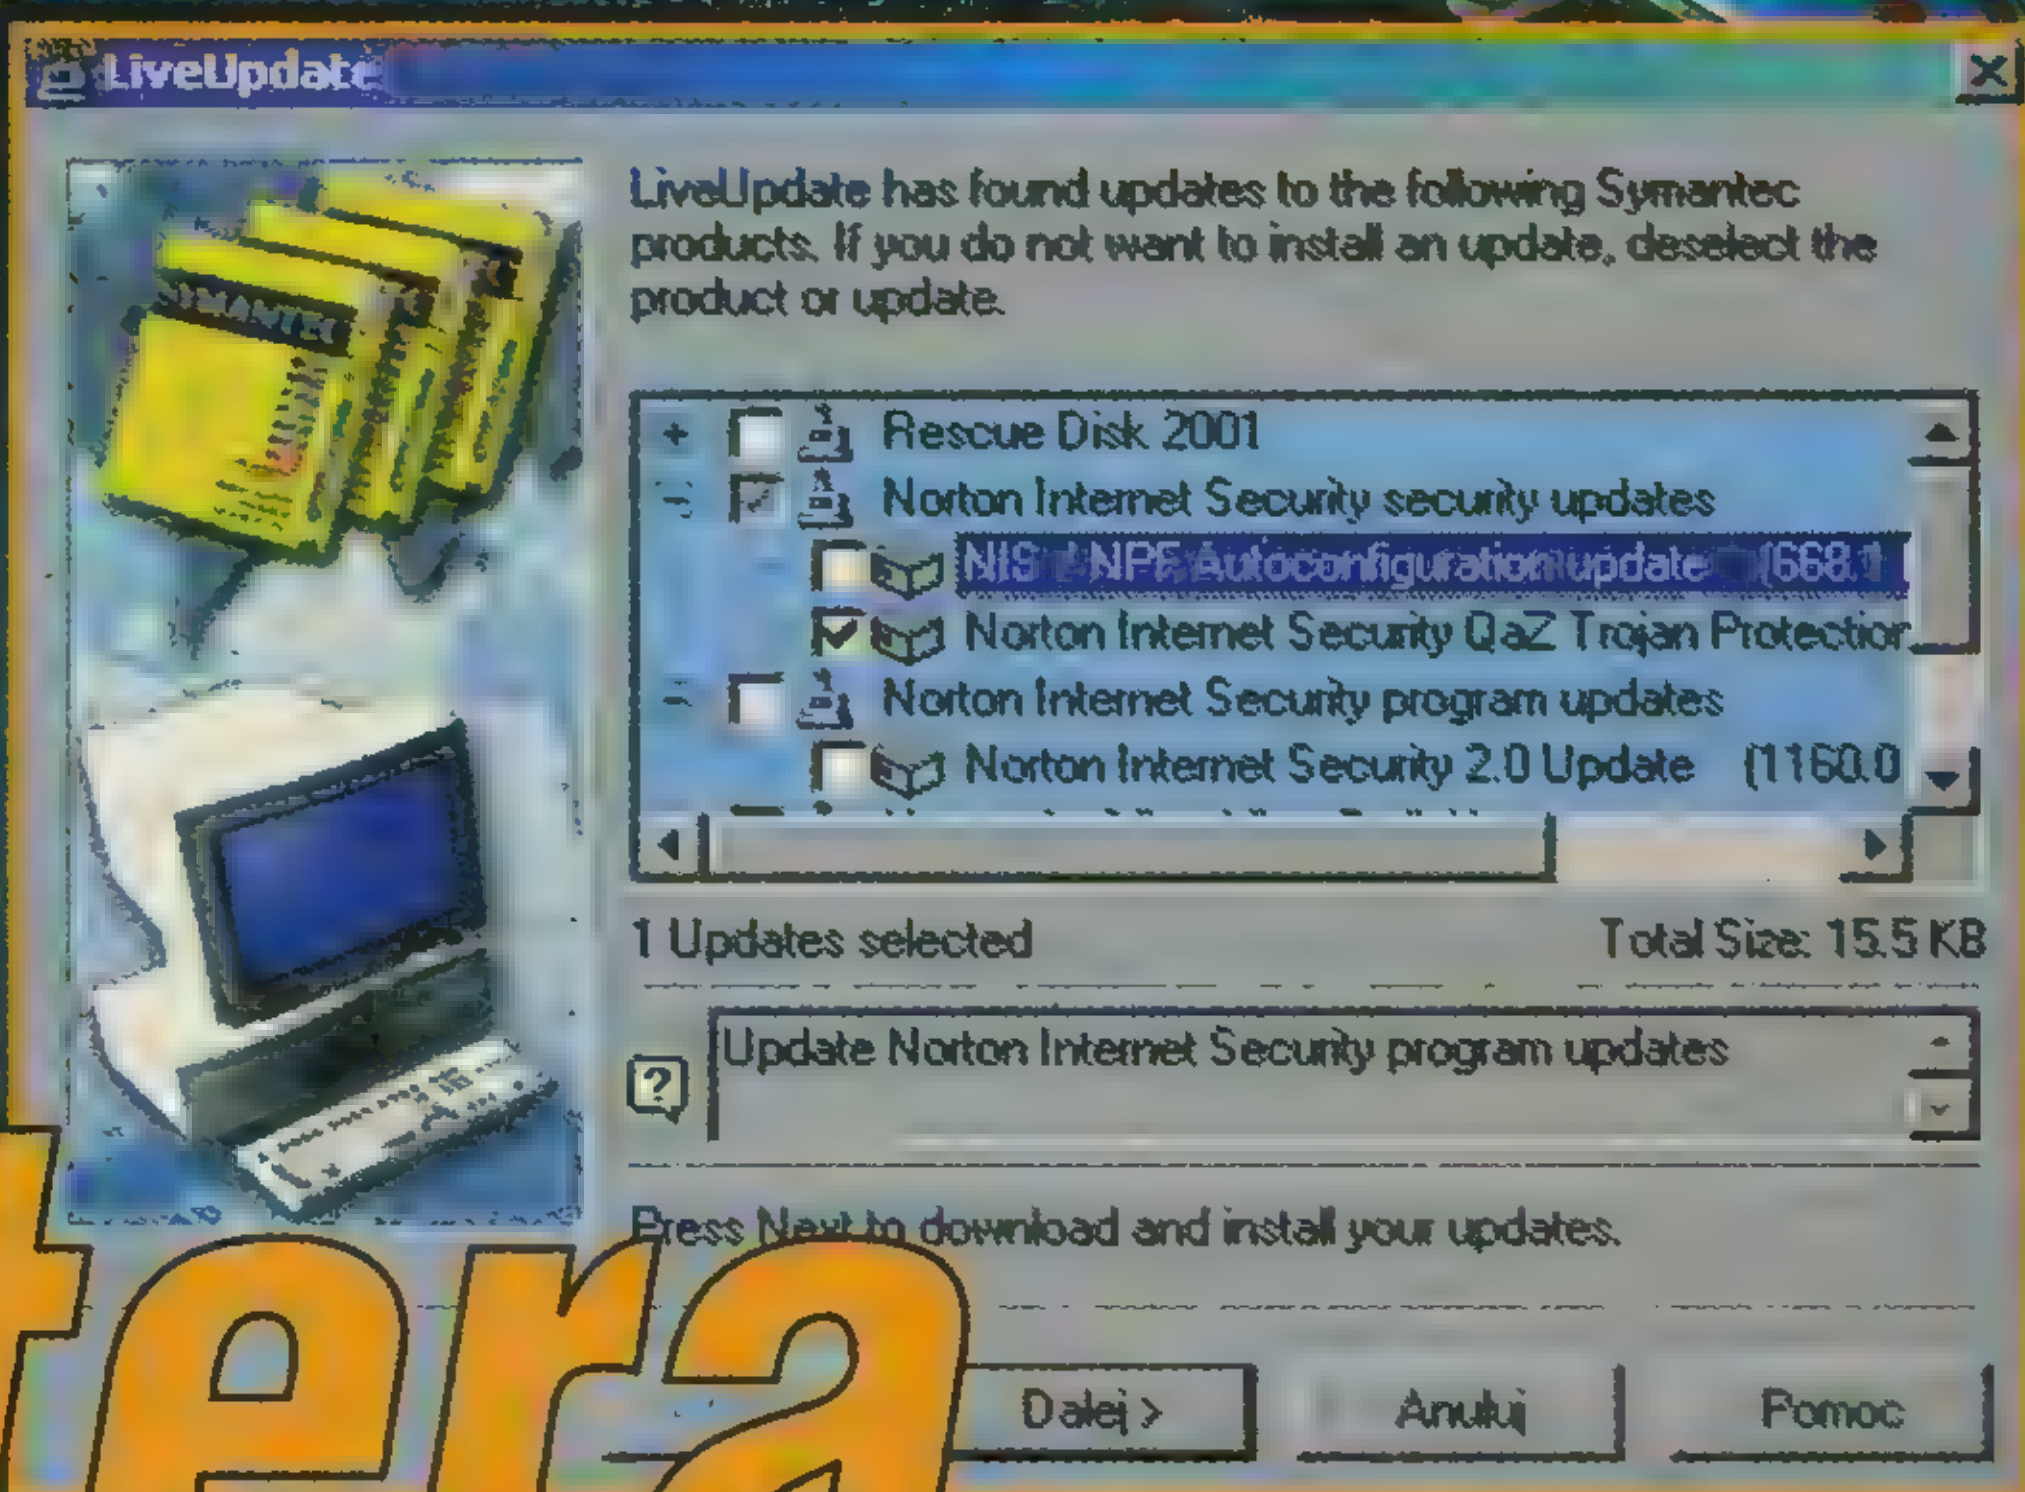 LiveUpdate
SYMANTEC
LiveUpdate has found updates to the following Symantec
products. If you do not want to install an update, deselect the
product or update.
Rescue Disk 2001
Norton Internet Security security updates
NIS / NPF Autoconfiguration update (668.1
Norton Internet Security QaZ Trojan Protection
Norton Internet Security program updates
Norton Internet Security 2.0 Update (1160.0
1 Updates selected
Total Size: 15.5 KB
Update Norton Internet Security program updates
Press Next to download and install your updates.
tera
Dalej >
Anuluj
Pomoc